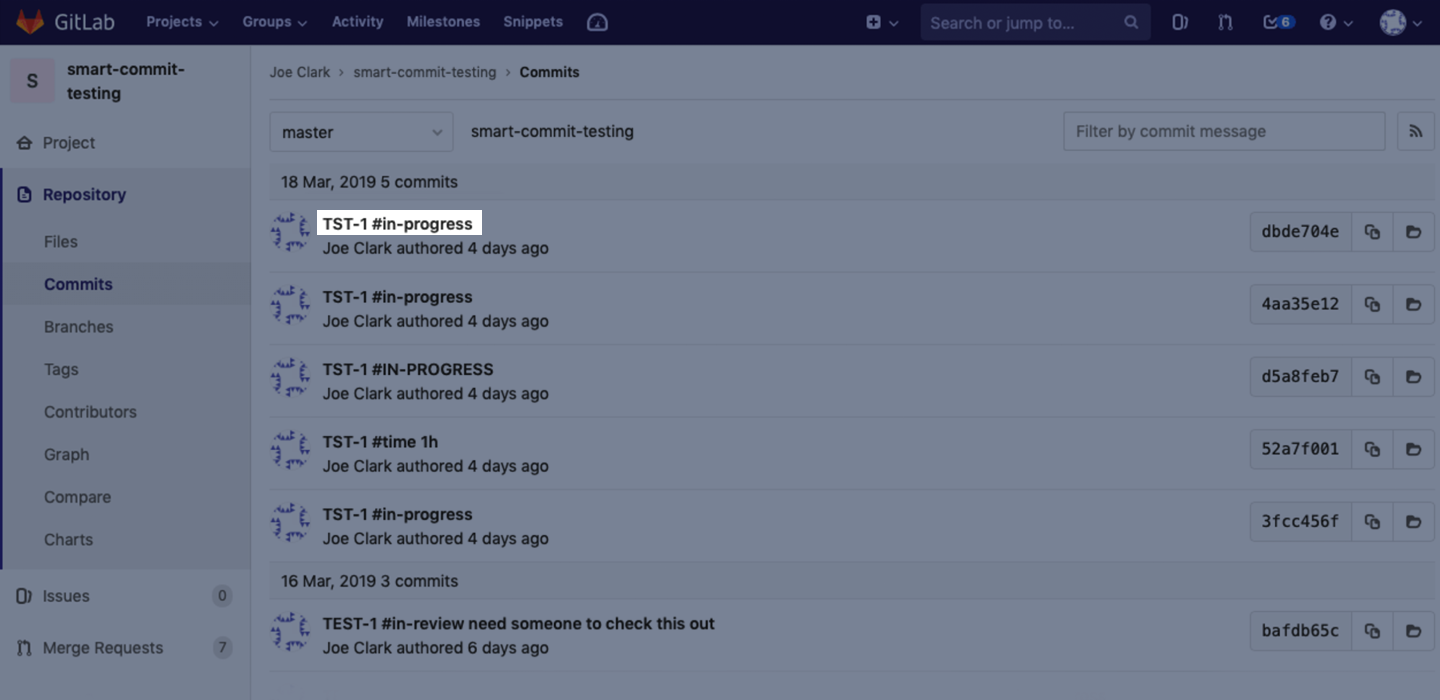 GitLab Projects Groups Activity Milestones Snippets Search or jump to... 6
S smart-commit-
testing
Joe Clark › smart-commit-testing › Commits
master smart-commit-testing Filter by commit message
Project
Repository
Files
Commits
Branches
Tags
Contributors
Graph
Compare
Charts
Issues 0
Merge Requests 7
18 Mar, 2019 5 commits
TST-1 #in-progress
Joe Clark authored 4 days ago
dbde704e
TST-1 #in-progress
Joe Clark authored 4 days ago
4aa35e12
TST-1 #IN-PROGRESS
Joe Clark authored 4 days ago
d5a8feb7
TST-1 #time 1h
Joe Clark authored 4 days ago
52a7f001
TST-1 #in-progress
Joe Clark authored 4 days ago
3fcc456f
16 Mar, 2019 3 commits
TEST-1 #in-review need someone to check this out
Joe Clark authored 6 days ago
bafdb65c